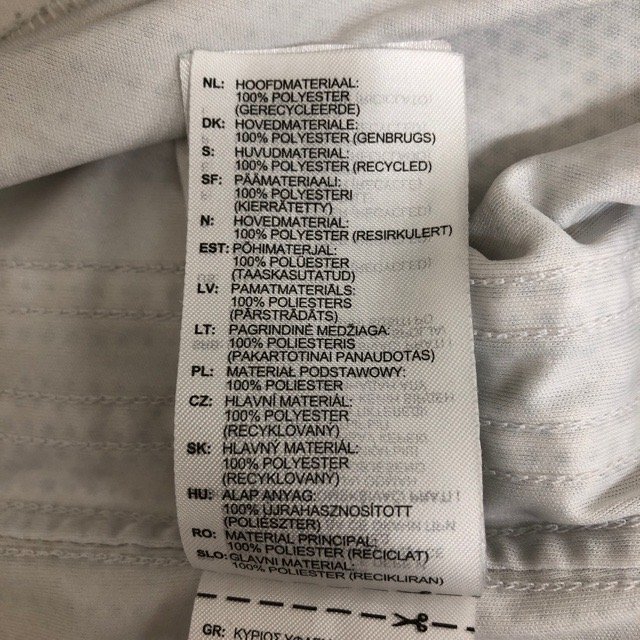 NL: HOOFDMATERIAAL:
100% POLYESTER
(GERECYCLEERDE)
DK: HOVEDMATERIALE:
100% POLYESTER (GENBRUGS)
S: HUVUDMATERIAL:
100% POLYESTER (RECYCLED)
SF: PÄÄMATERIAALI:
100% POLYESTERI
(KIERRÄTETTY)
N: HOVEDMATERIAL:
100% POLYESTER (RESIRKULERT)
EST: PÕHIMATERJAL:
100% POLÜESTER
(TAASKASUTATUD)
LV: PAMATMATERIĀLS:
100% POLIESTERS
(PĀRSTRĀDĀTS)
LT: PAGRINDINĖ MEDŽIAGA:
100% POLIESTERIS
(PAKARTOTINAI PANAUDOTAS)
PL: MATERIAŁ PODSTAWOWY:
100% POLIESTER
CZ: HLAVNÍ MATERIÁL:
100% POLYESTER
(RECYKLOVANÝ)
SK: HLAVNÝ MATERIÁL:
100% POLYESTER
(RECYKLOVANÝ)
HU: ALAP ANYAG:
100% ÚJRAHASZNOSÍTOTT
(POLIÉSZTER)
RO: MATERIAL PRINCIPAL:
100% POLIESTER (RECICLAT)
SLO: GLAVNI MATERIAL:
100% POLIESTER (RECIKLIRAN)
GR: